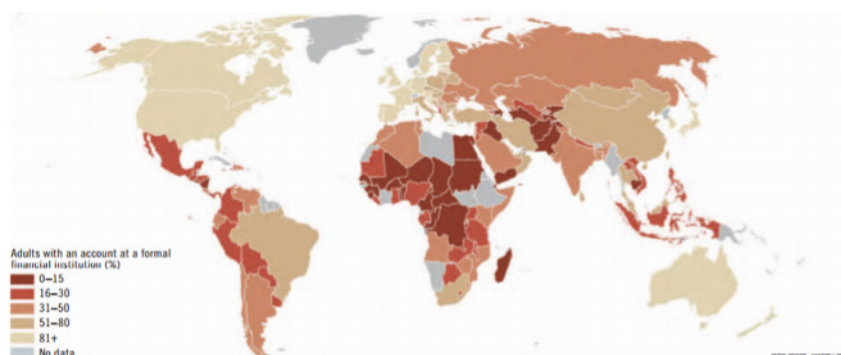 Adults with an account at a formal
financial institution (%)
0–15
16–30
31–50
51–80
81+
No data